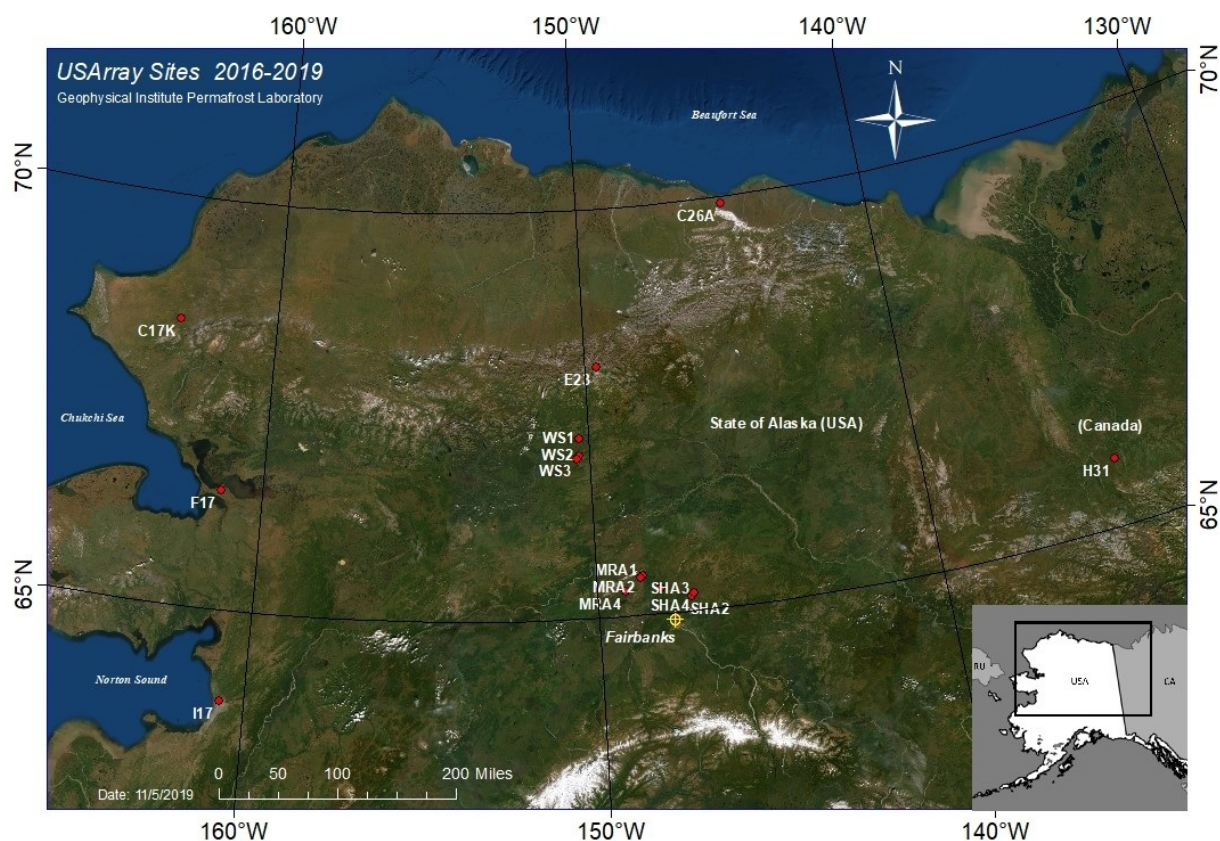 160°W
150°W
140°W
130°W
USArray Sites 2016-2019
Geophysical Institute Permafrost Laboratory
N
Beaufort Sea
70°N
70°N
C26A
C17K
E23
Chukchi Sea
State of Alaska (USA)
(Canada)
WS1
WS2
WS3
H31
F17
65°N
MRA1
MRA2
SHA3
MRA4
SHA4
SHA2
65°N
Fairbanks
Norton Sound
I17
RU
USA
CA
0 50 100 200 Miles
Date: 11/5/2019
160°W
150°W
140°W